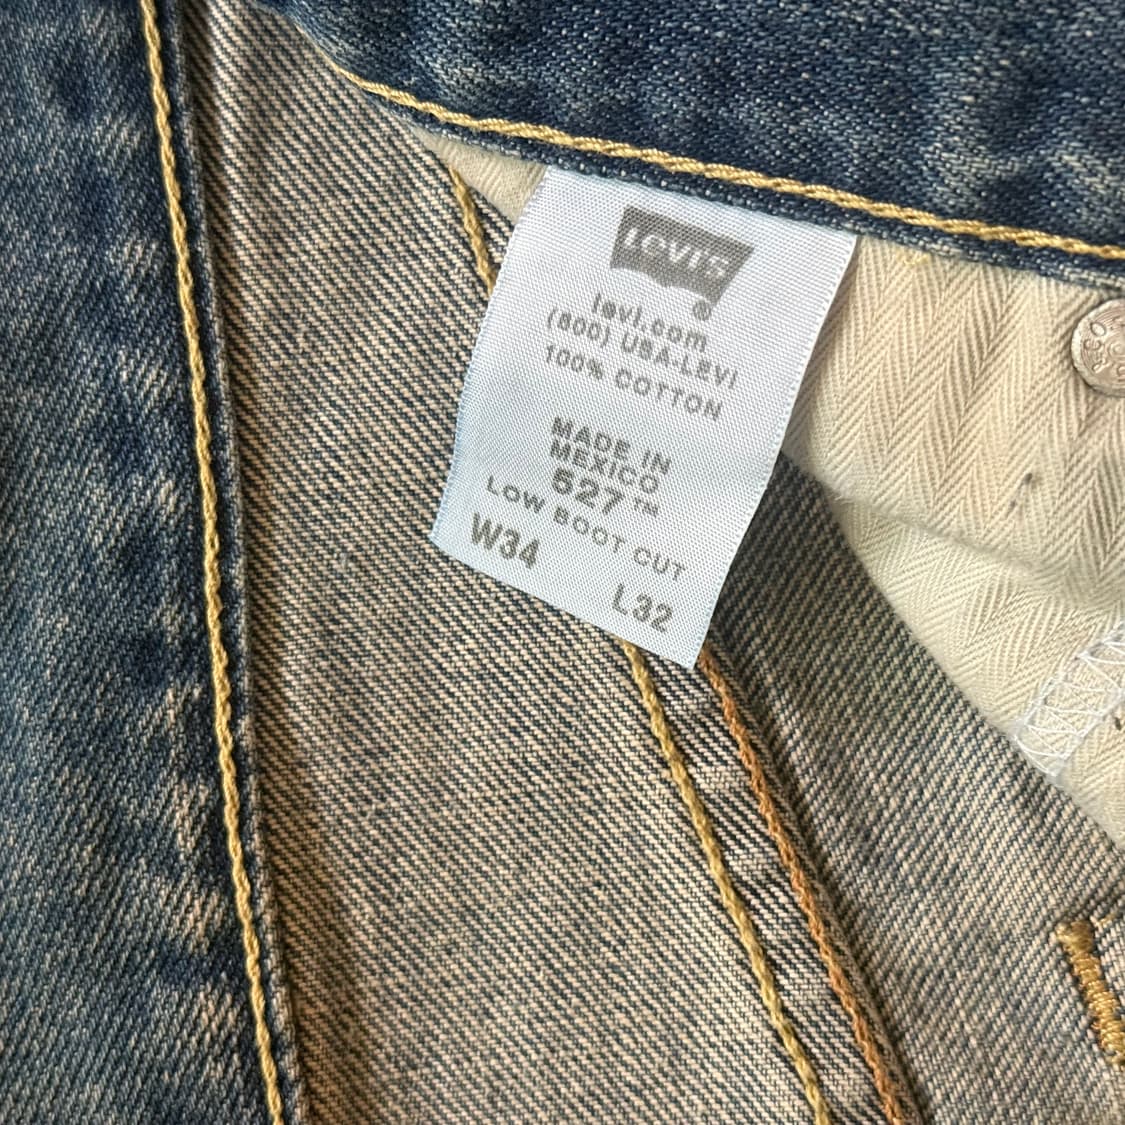 LEVI'S
®
levi.com
(800) USA-LEVI
100% COTTON
MADE IN
MEXICO
527™
LOW BOOT CUT
W34
L32